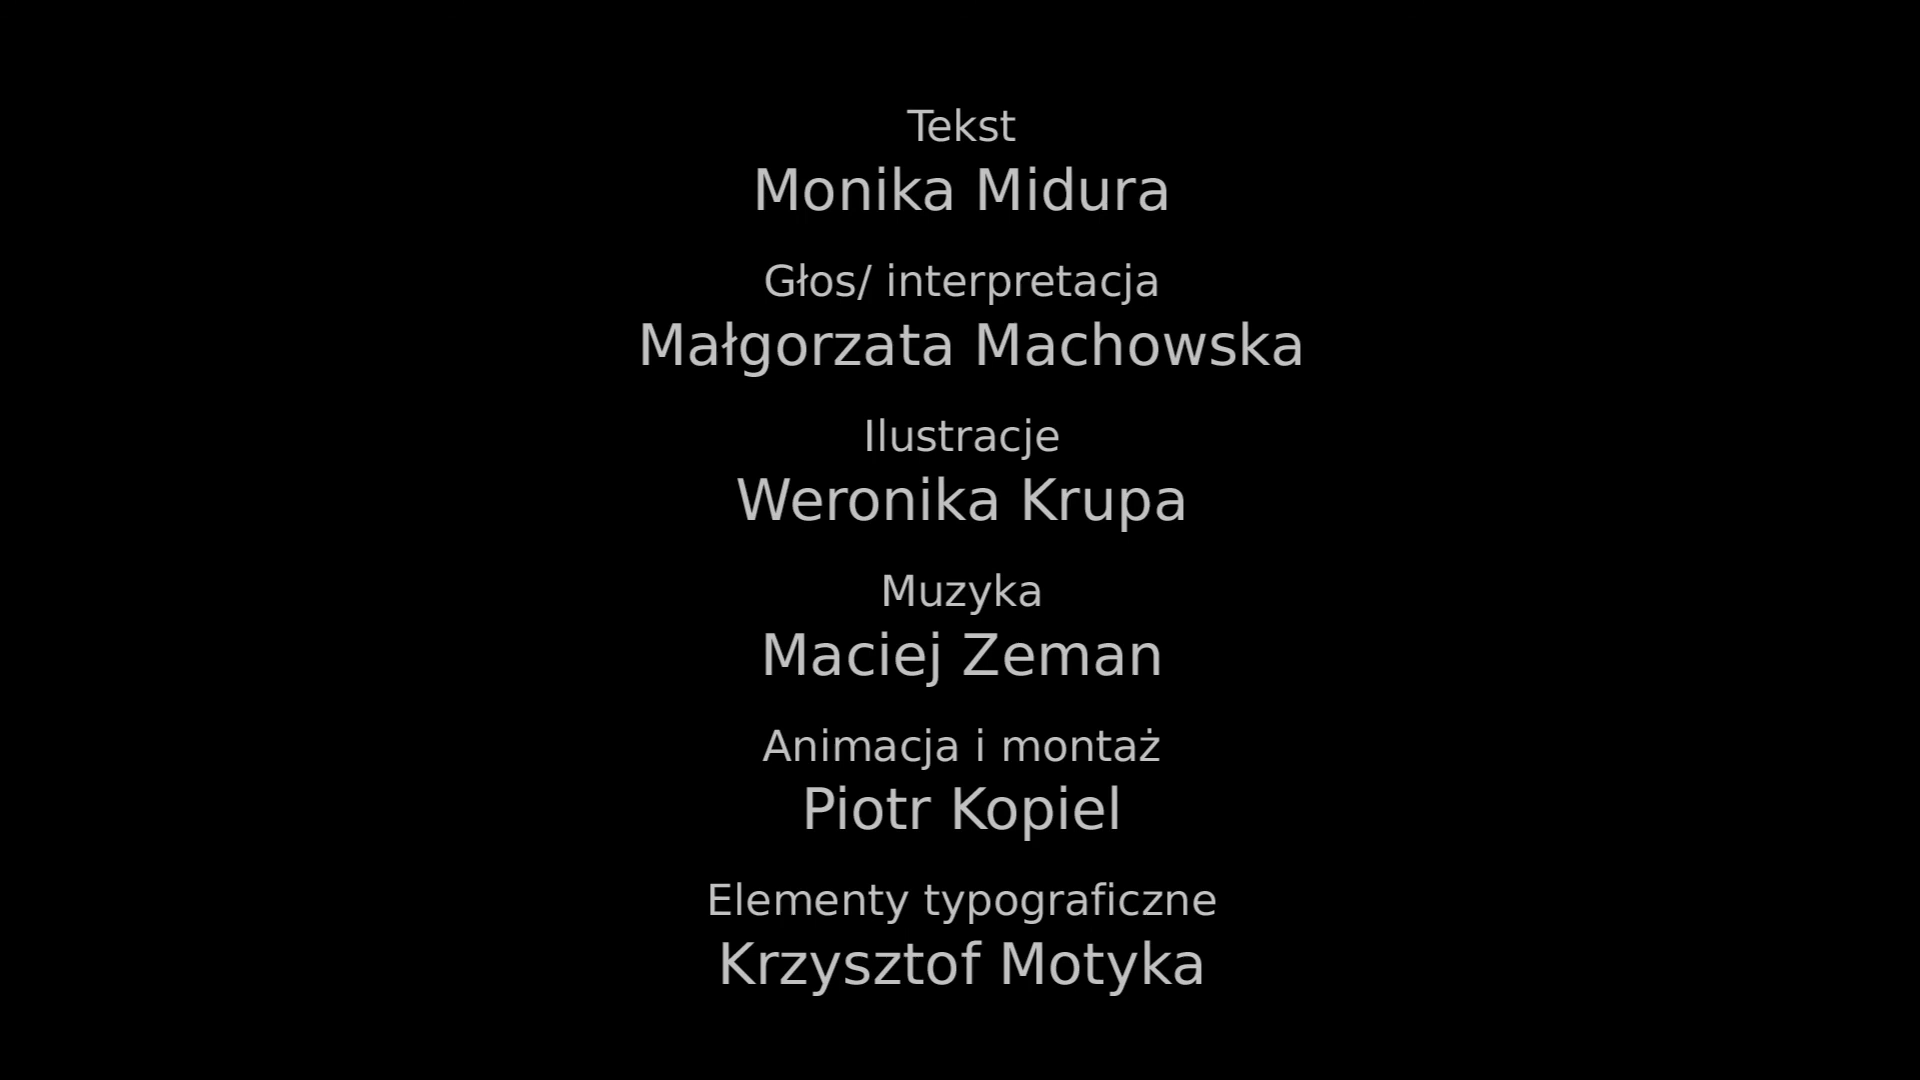 Tekst
Monika Midura
Głos/ interpretacja
Małgorzata Machowska
Ilustracje
Weronika Krupa
Muzyka
Maciej Zeman
Animacja i montaż
Piotr Kopiel
Elementy typograficzne
Krzysztof Motyka